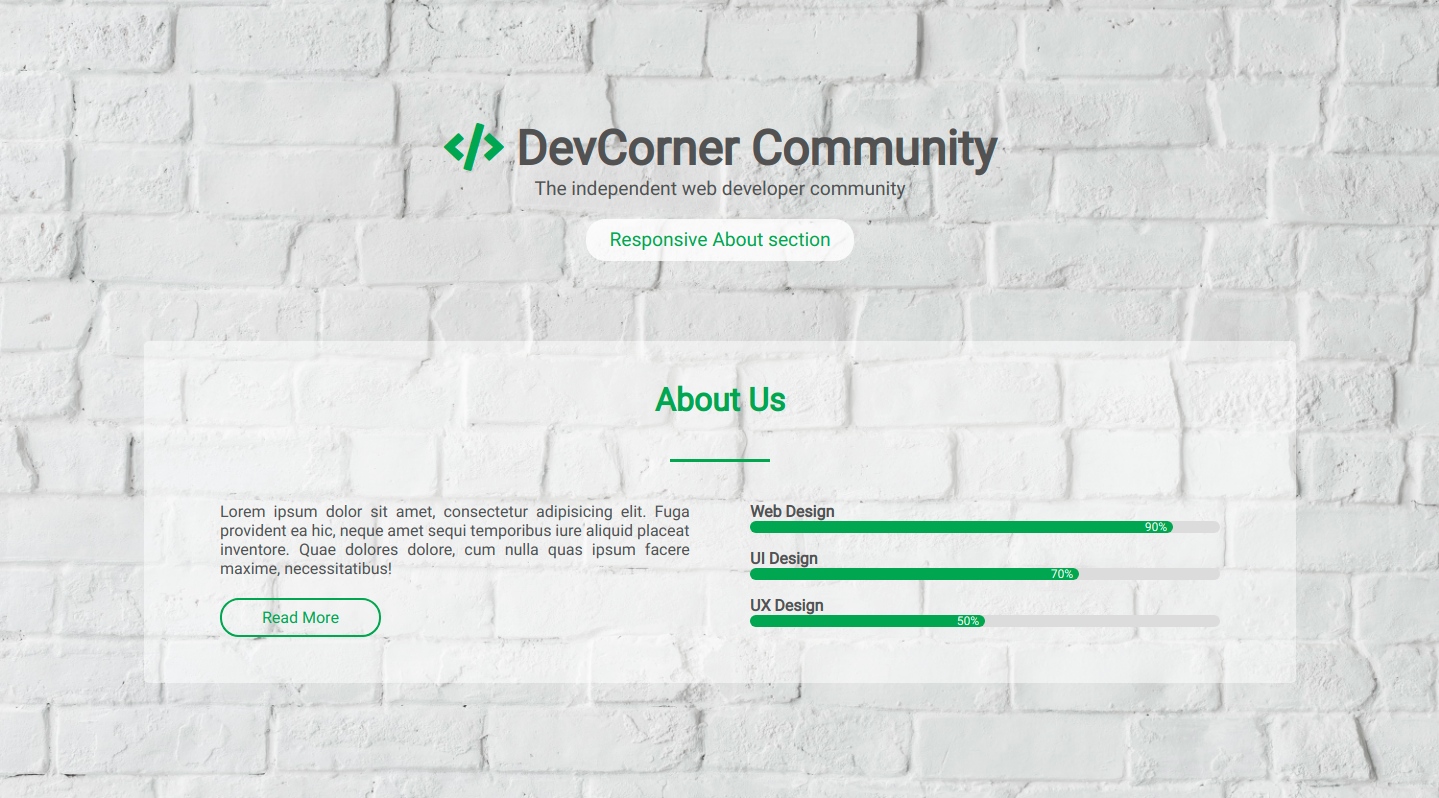 </> DevCorner Community
The independent web developer community
Responsive About section
About Us
Lorem ipsum dolor sit amet, consectetur adipisicing elit. Fuga
provident ea hic, neque amet sequi temporibus iure aliquid placeat
inventore. Quae dolores dolore, cum nulla quas ipsum facere
maxime, necessitatibus!
Read More
Web Design
90%
UI Design
70%
UX Design
50%